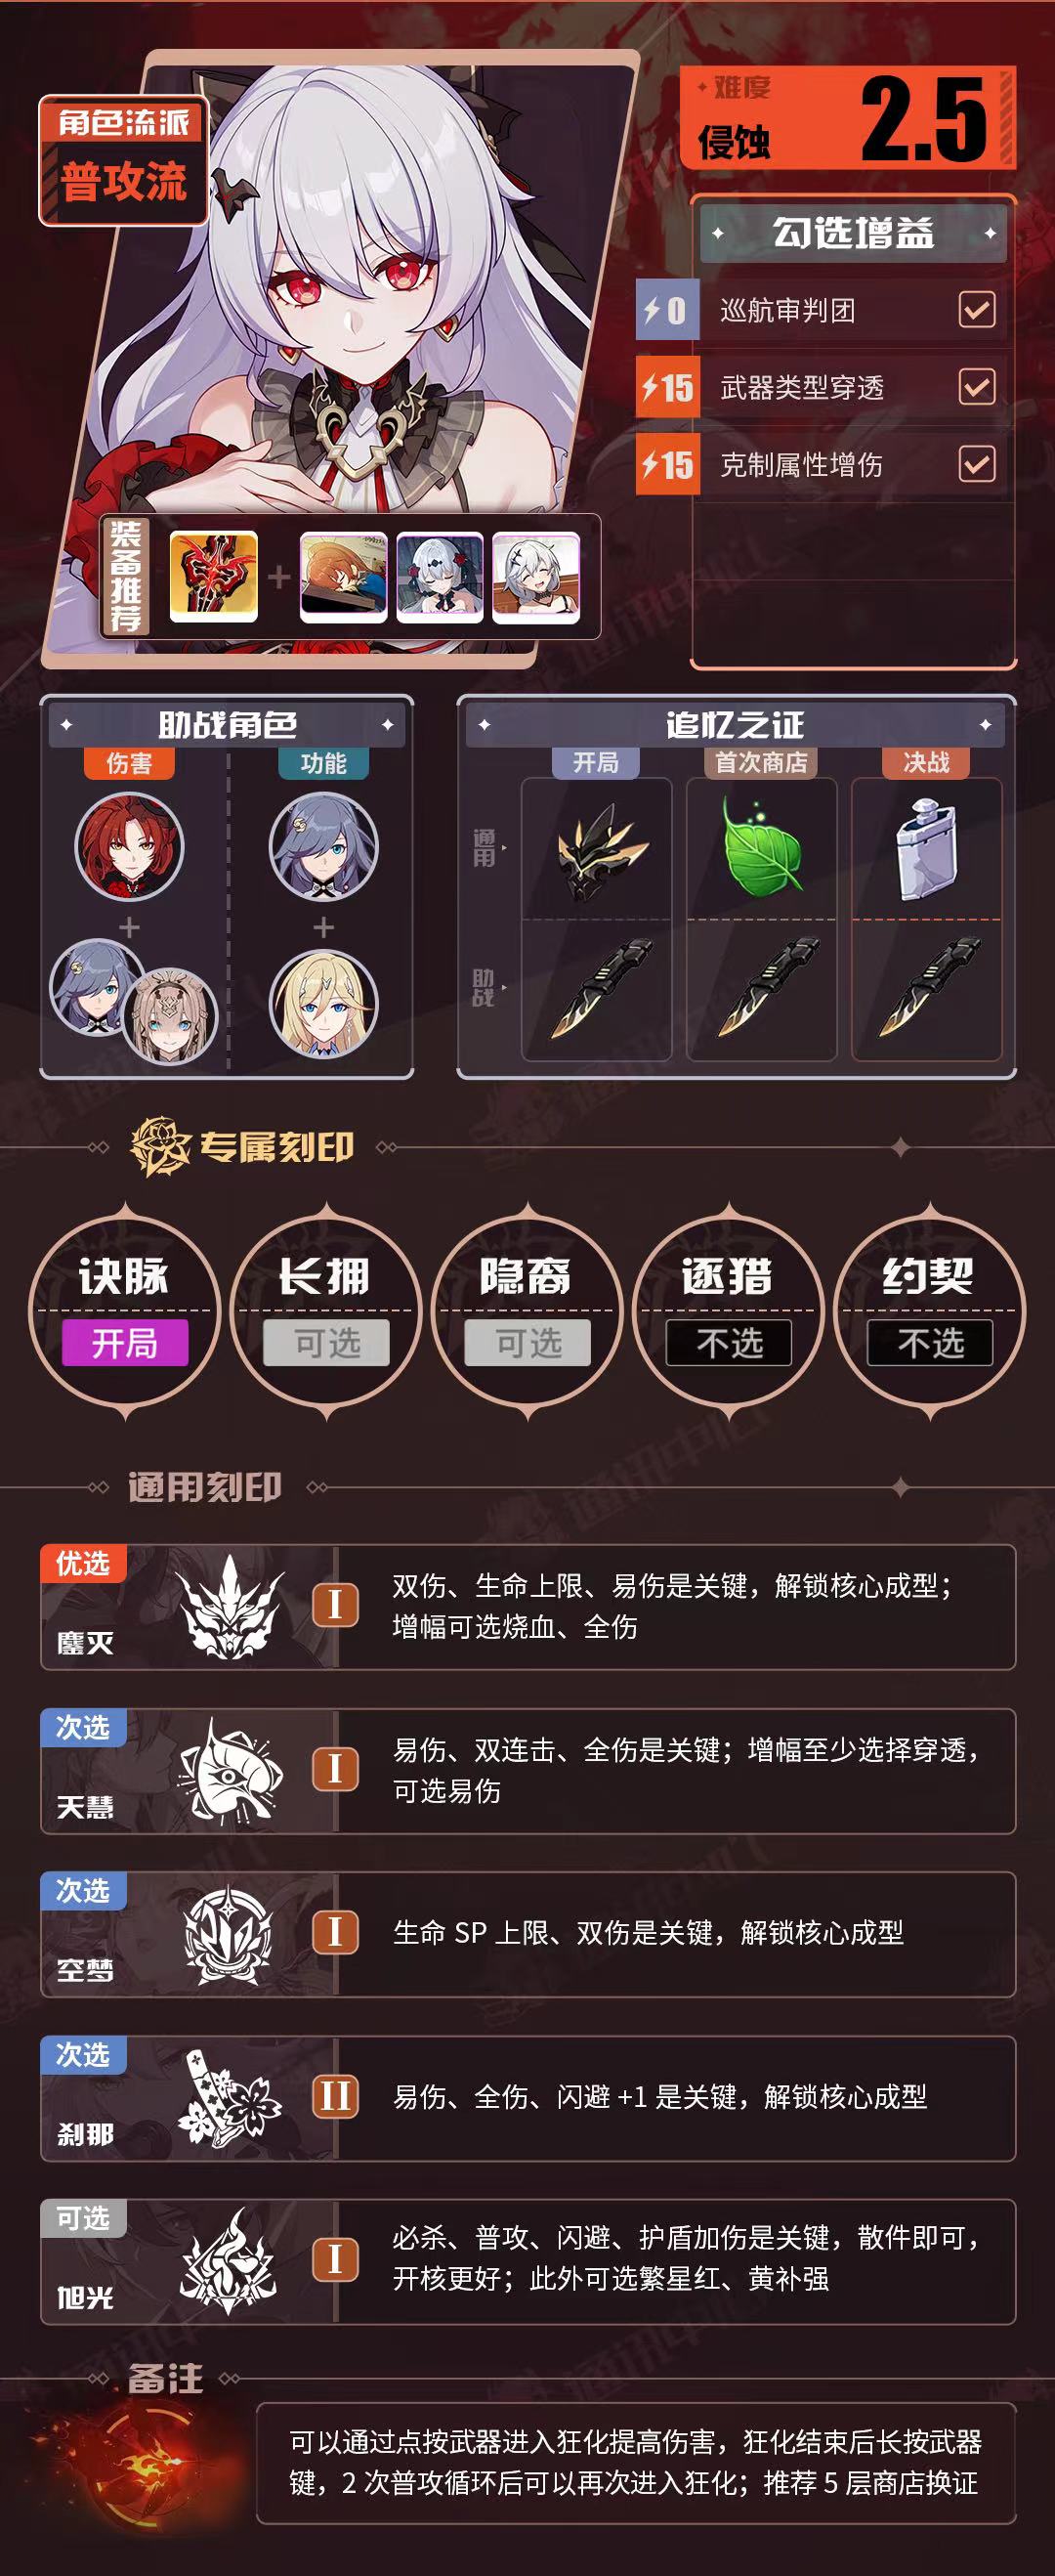 角色流派
普攻流
难度
侵蚀
2.5
勾选增益
0 巡航审判团
15 武器类型穿透
15 克制属性增伤
装备推荐
+
助战角色
伤害
功能
+
+
追忆之证
开局
首次商店
决战
通用
助战
专属刻印
诀脉
开局
长拥
可选
隐裔
可选
逐猎
不选
约契
不选
通用刻印
优选
鏖灭
I
双伤、生命上限、易伤是关键，解锁核心成型；
增幅可选烧血、全伤
次选
天慧
I
易伤、双连击、全伤是关键；增幅至少选择穿透，
可选易伤
次选
空梦
I
生命 SP 上限、双伤是关键，解锁核心成型
次选
刹那
II
易伤、全伤、闪避 +1 是关键，解锁核心成型
可选
旭光
I
必杀、普攻、闪避、护盾加伤是关键，散件即可，
开核更好；此外可选繁星红、黄补强
备注
可以通过点按武器进入狂化提高伤害，狂化结束后长按武器
键，2 次普攻循环后可以再次进入狂化；推荐 5 层商店换证